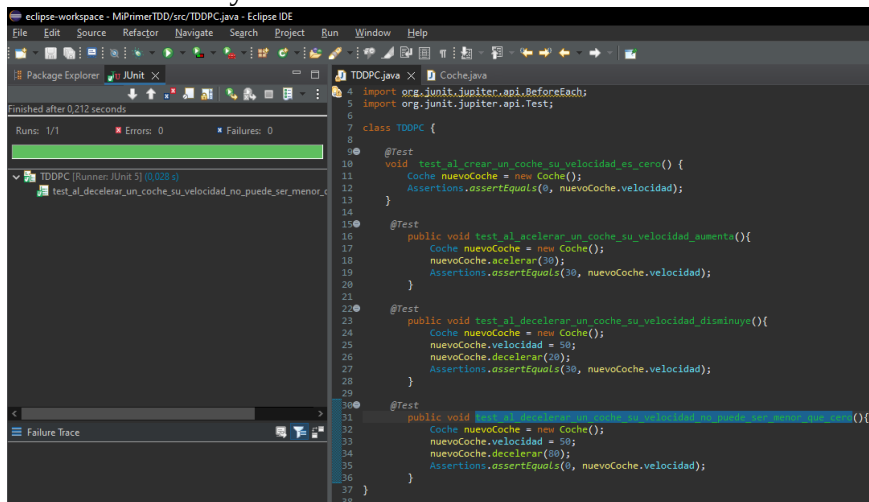 eclipse-workspace - MiPrimerTDD/src/TDDPC.java - Eclipse IDE
File Edit Source Refactor Navigate Search Project Run Window Help
Package Explorer JUnit
Finished after 0,212 seconds
Runs: 1/1 Errors: 0 Failures: 0
TDDPC [Runner: JUnit 5] (0,028 s)
test_al_decelerar_un_coche_su_velocidad_no_puede_ser_menor_c
Failure Trace
TDDPC.java Coche.java
4 import org.junit.jupiter.api.BeforeEach;
5 import org.junit.jupiter.api.Test;
6
7 class TDDPC {
8
9 @Test
10 void test_al_crear_un_coche_su_velocidad_es_cero() {
11 Coche nuevoCoche = new Coche();
12 Assertions.assertEquals(0, nuevoCoche.velocidad);
13 }
14
15 @Test
16 public void test_al_acelerar_un_coche_su_velocidad_aumenta(){
17 Coche nuevoCoche = new Coche();
18 nuevoCoche.acelerar(30);
19 Assertions.assertEquals(30, nuevoCoche.velocidad);
20 }
21
22 @Test
23 public void test_al_decelerar_un_coche_su_velocidad_disminuye(){
24 Coche nuevoCoche = new Coche();
25 nuevoCoche.velocidad = 50;
26 nuevoCoche.decelerar(20);
27 Assertions.assertEquals(30, nuevoCoche.velocidad);
28 }
29
30 @Test
31 public void test_al_decelerar_un_coche_su_velocidad_no_puede_ser_menor_que_cero(){
32 Coche nuevoCoche = new Coche();
33 nuevoCoche.velocidad = 50;
34 nuevoCoche.decelerar(80);
35 Assertions.assertEquals(0, nuevoCoche.velocidad);
36 }
37 }
38